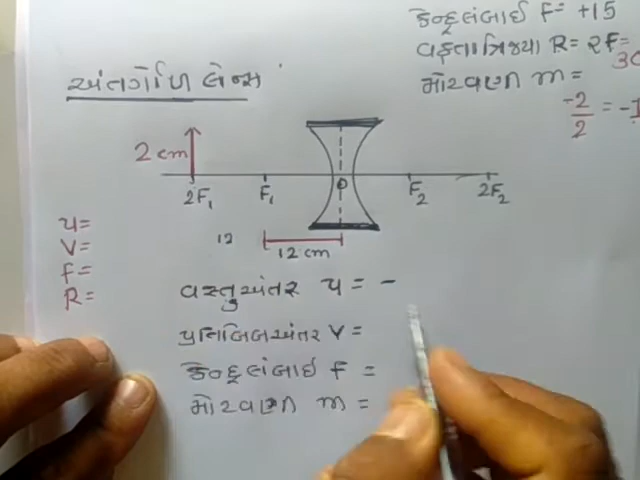 કેન્દ્રલંબાઈ F = +15
વક્રતાત્રિજ્યા R = 2F =
30
મોટવણી m =
-2/2 = -1
અંતર્ગોળ લેન્સ
2 cm
2F₁ F₁ O F₂ 2F₂
12
12 cm
u =
V =
f =
R =
વસ્તુઅંતર u = -
પ્રતિબિંબઅંતર V =
કેન્દ્રલંબાઈ f =
મોટવણી m =